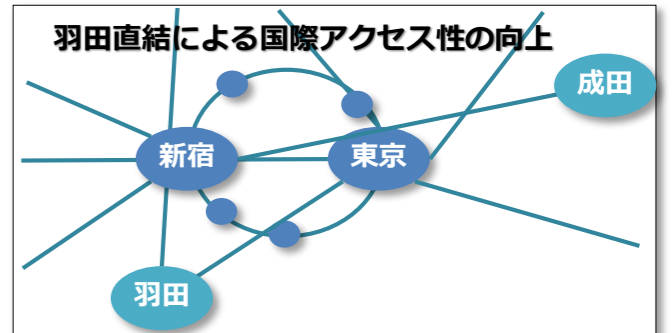 羽田直結による国際アクセス性の向上
成田
新宿
東京
羽田